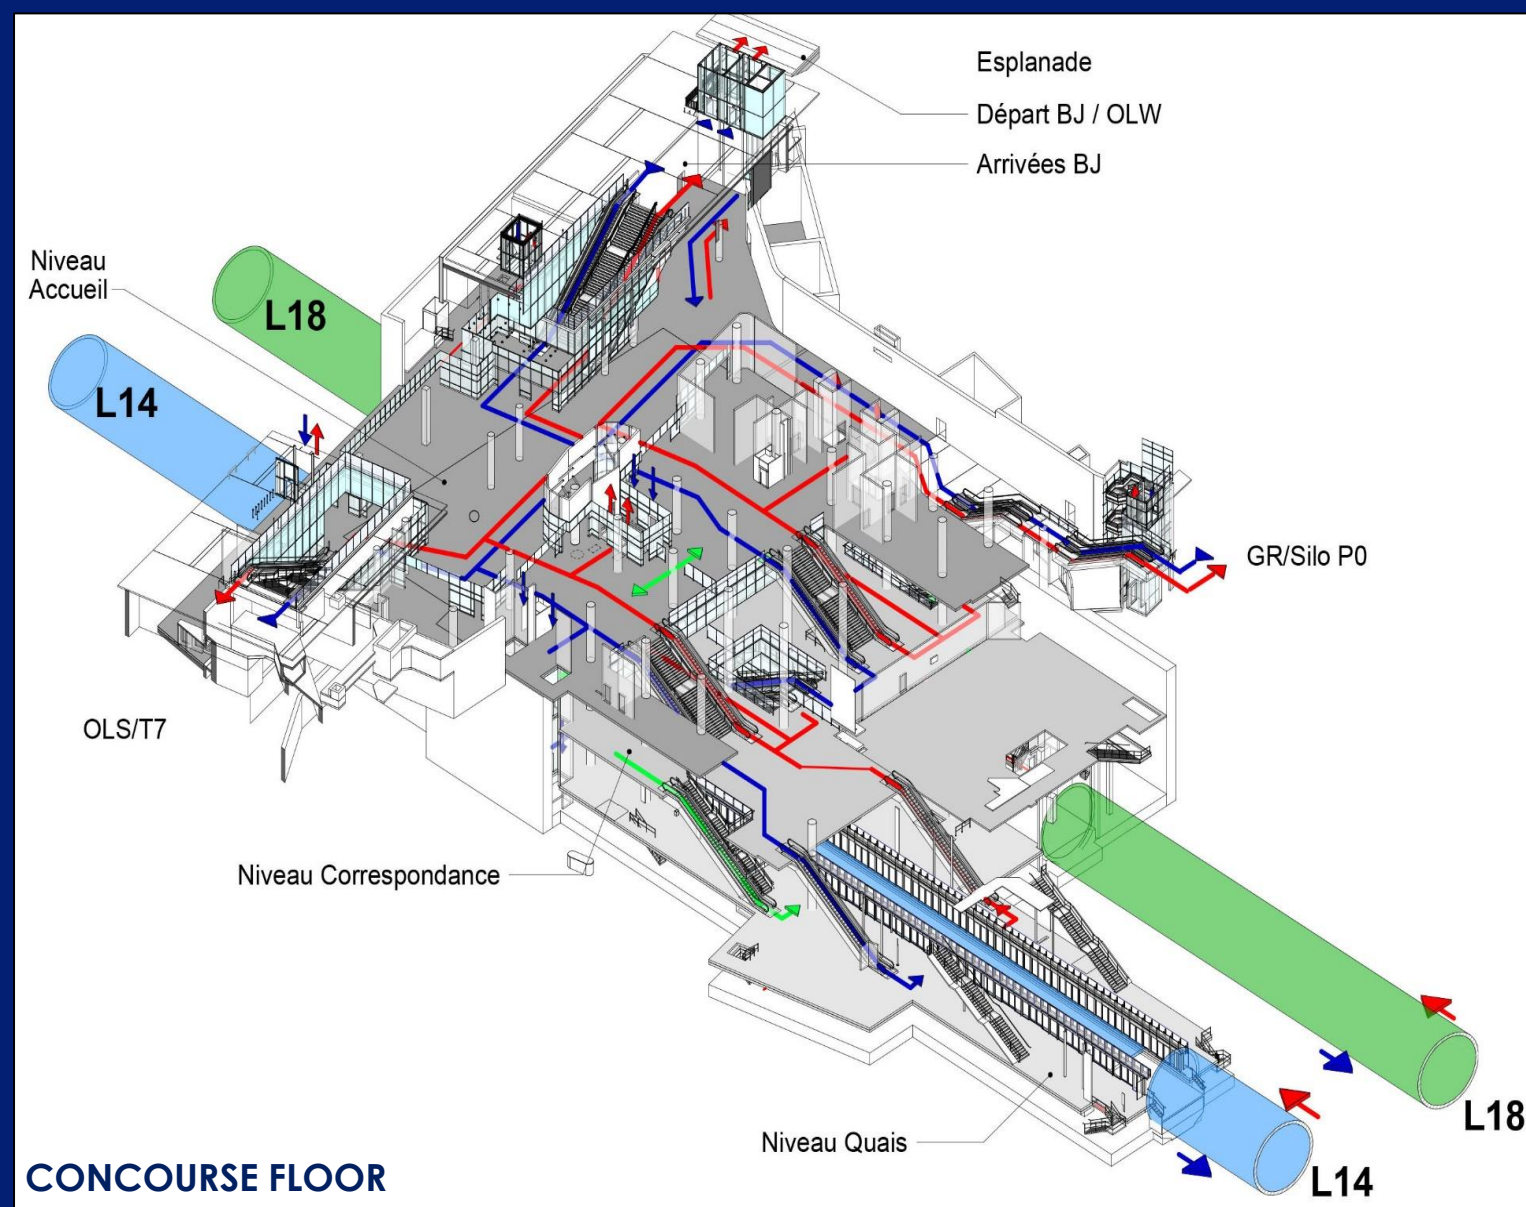 Esplanade
Départ BJ / OLW
Arrivées BJ
Niveau
Accueil
L18
L14
GR/Silo P0
OLS/T7
Niveau Correspondance
Niveau Quais
L18
L14
CONCOURSE FLOOR